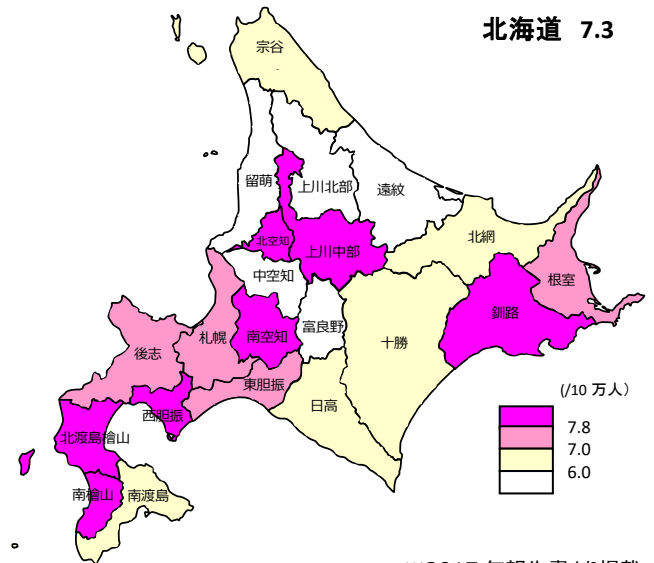 北海道 7.3
宗谷
留萌
上川北部
遠紋
北空知
上川中部
北網
中空知
根室
札幌
南空知
富良野
十勝
釧路
後志
東胆振
日高
西胆振
北渡島檜山
南檜山
南渡島
(/10 万人)
7.8
7.0
6.0